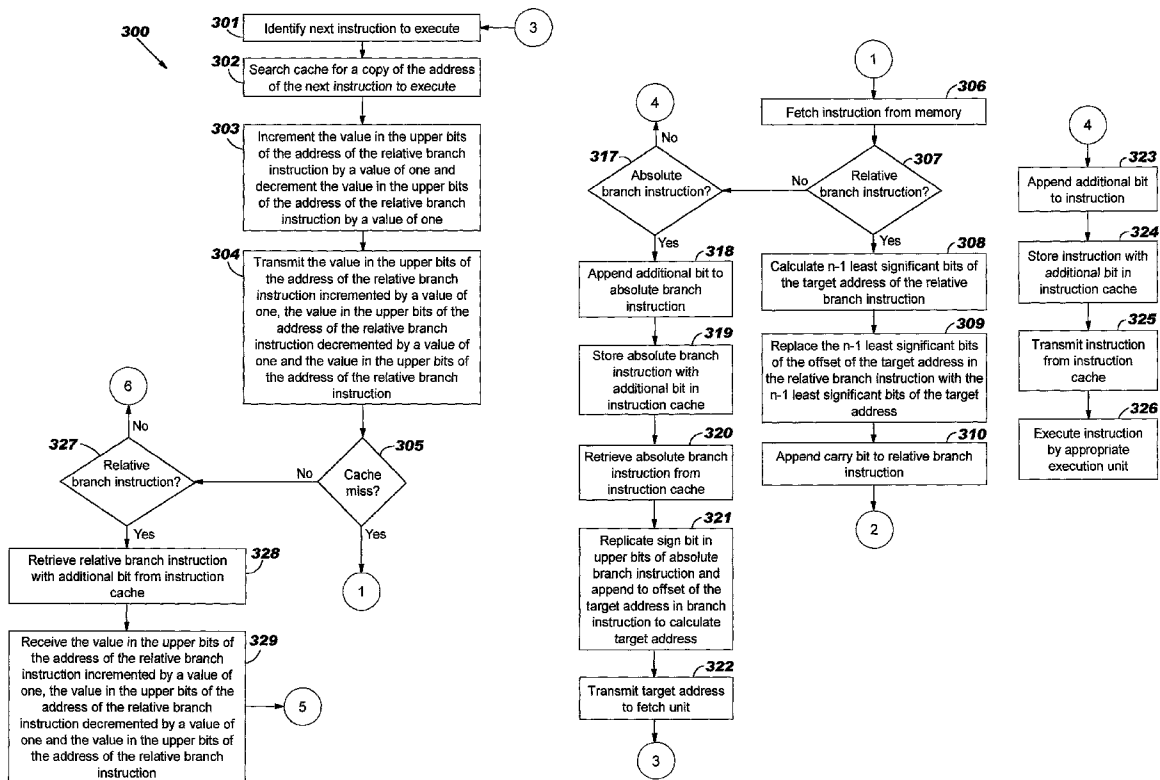 300
301
Identify next instruction to execute
3
302
Search cache for a copy of the address
of the next instruction to execute
303
Increment the value in the upper bits
of the address of the relative branch
instruction by a value of one and
decrement the value in the upper bits
of the address of the relative branch
instruction by a value of one
304
Transmit the value in the upper bits of
the address of the relative branch
instruction incremented by a value of
one, the value in the upper bits of the
address of the relative branch
instruction decremented by a value of
one and the value in the upper bits of
the address of the relative branch
instruction
305
Cache
miss?
No
Yes
1
327
Relative
branch instruction?
No
6
Yes
328
Retrieve relative branch instruction
with additional bit from instruction
cache
329
Receive the value in the upper bits of
the address of the relative branch
instruction incremented by a value of
one, the value in the upper bits of the
address of the relative branch
instruction decremented by a value of
one and the value in the upper bits of
the address of the relative branch
instruction
5
1
306
Fetch instruction from memory
307
Relative
branch instruction?
No
Yes
308
Calculate n-1 least significant bits of
the target address of the relative
branch instruction
309
Replace the n-1 least significant bits
of the offset of the target address in
the relative branch instruction with the
n-1 least significant bits of the target
address
310
Append carry bit to relative branch
instruction
2
4
No
317
Absolute
branch instruction?
Yes
318
Append additional bit to
absolute branch
instruction
319
Store absolute branch
instruction with
additional bit in
instruction cache
320
Retrieve absolute branch
instruction from
instruction cache
321
Replicate sign bit in
upper bits of absolute
branch instruction and
append to offset of the
target address in branch
instruction to calculate
target address
322
Transmit target address
to fetch unit
3
4
323
Append additional bit
to instruction
324
Store instruction with
additional bit in
instruction cache
325
Transmit instruction
from instruction
cache
326
Execute instruction
by appropriate
execution unit